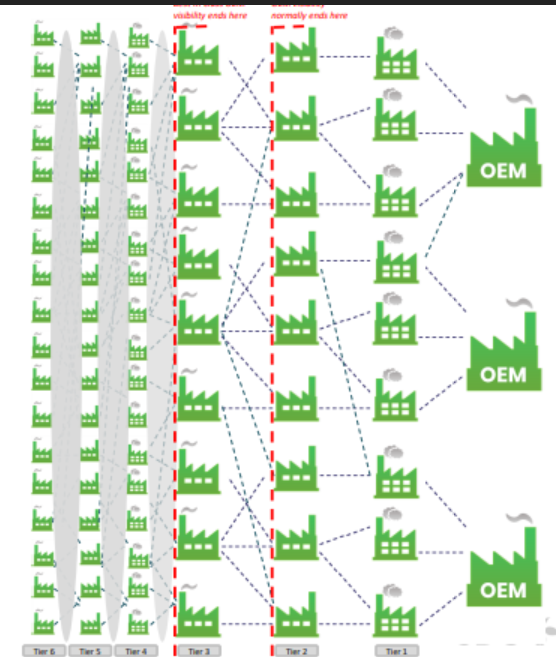 visibility ends here
normally ends here
OEM
OEM
OEM
Tier 6
Tier 5
Tier 4
Tier 3
Tier 2
Tier 1